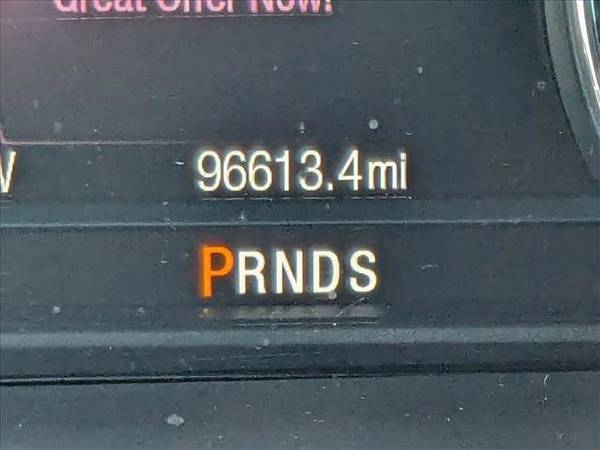 Great Offer Now!
96613.4mi
PRNDS